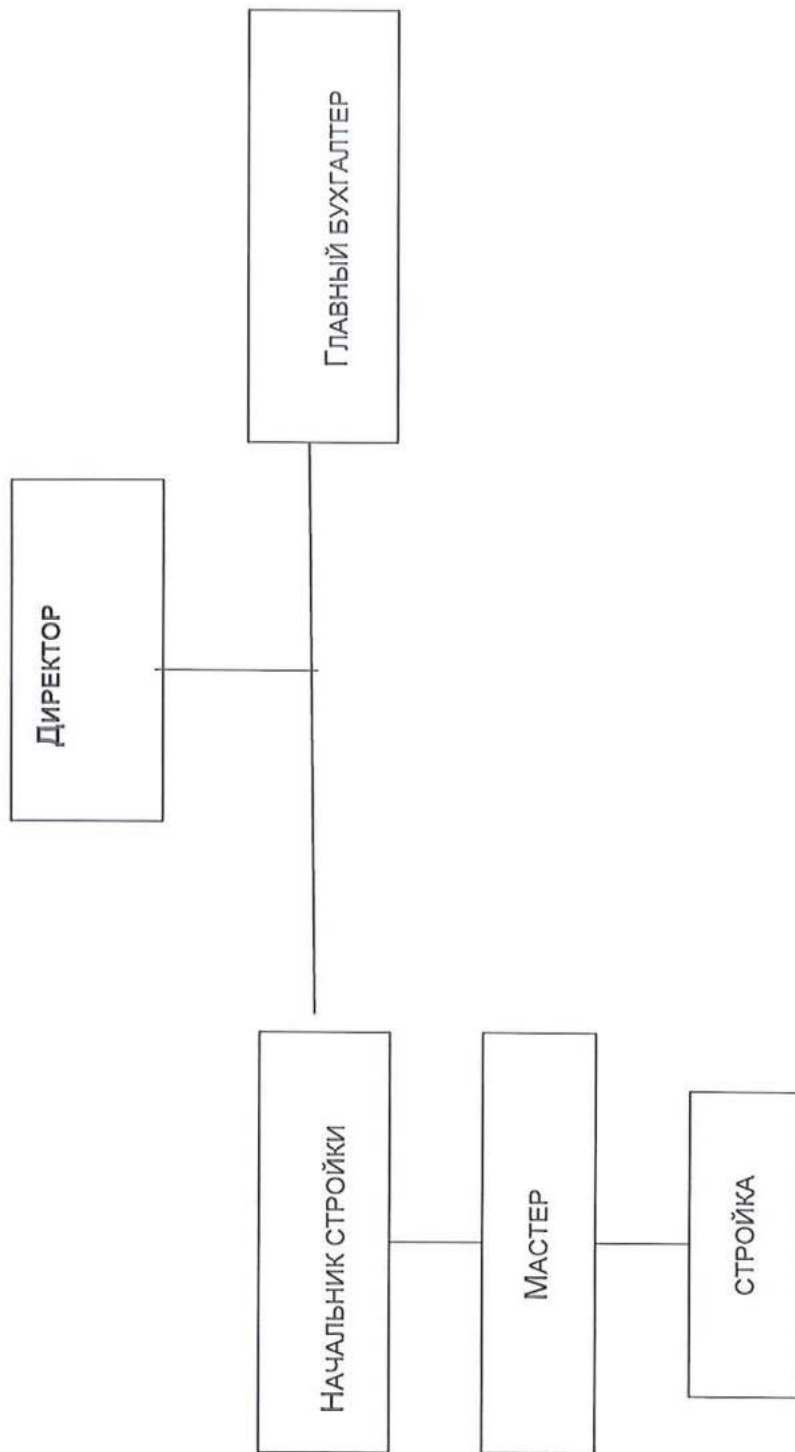 Директор
Главный бухгалтер
Начальник стройки
Мастер
стройка